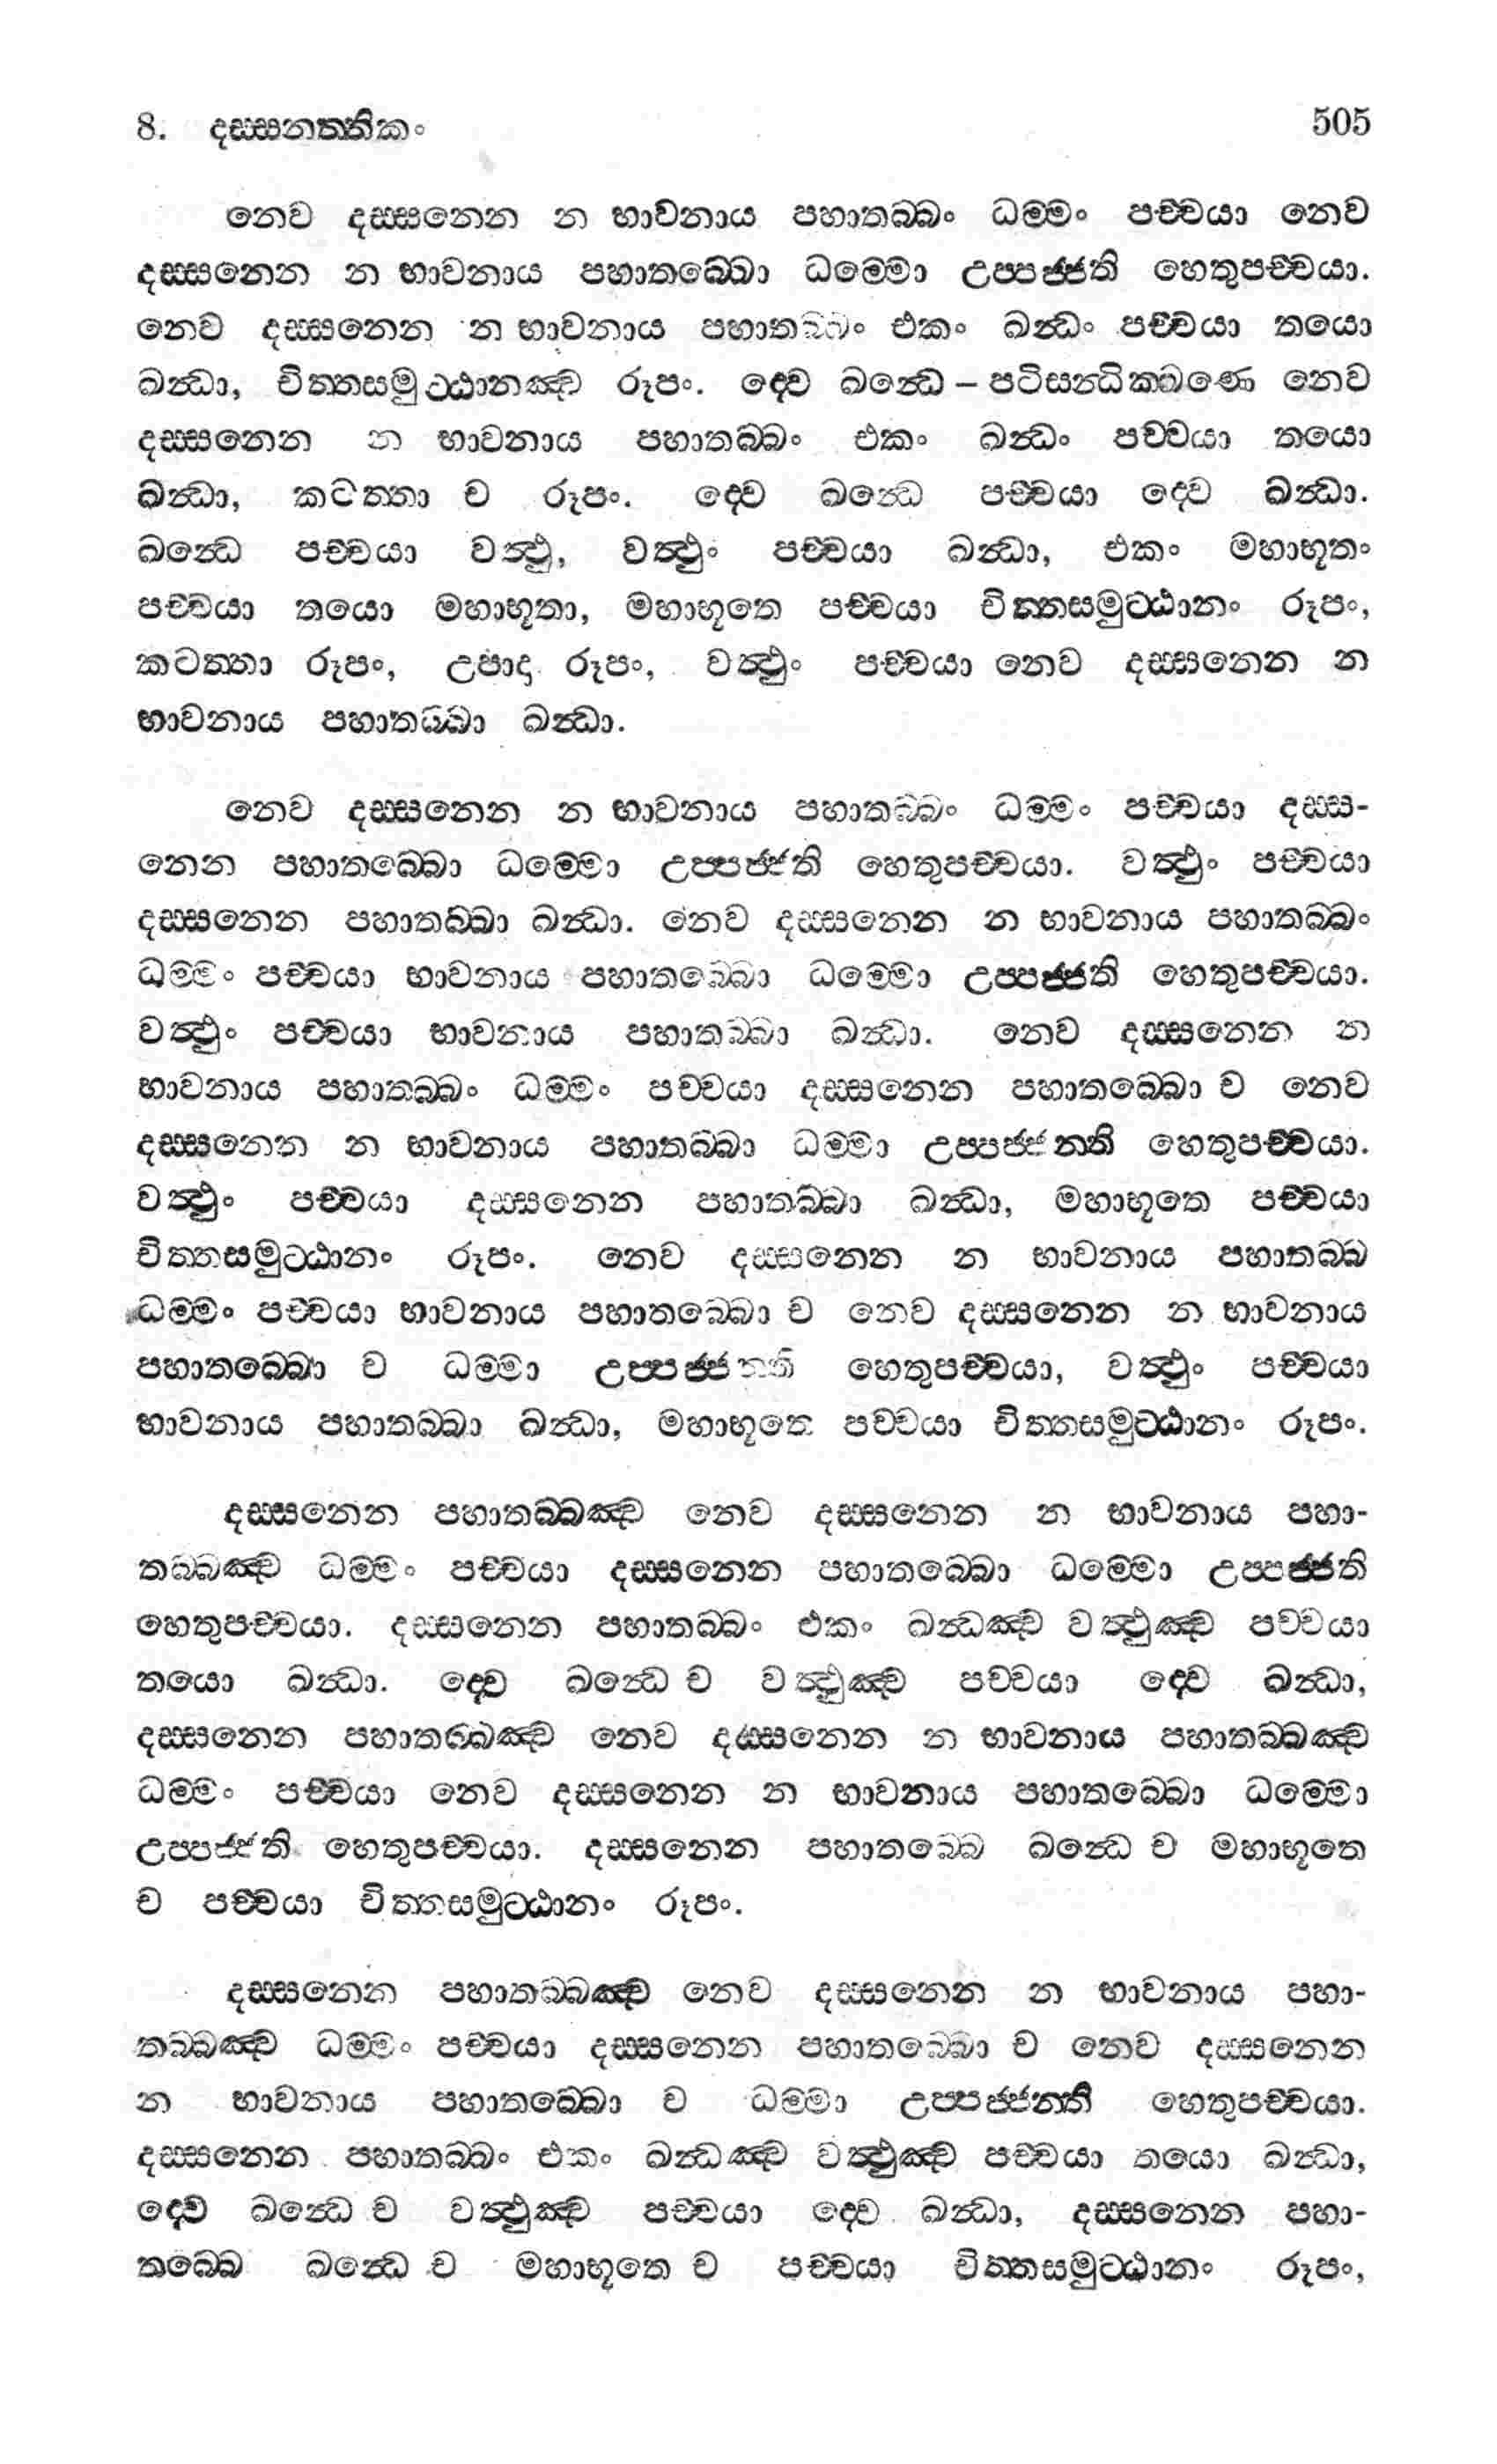 8. දස්සනත්තිකං 505
නෙව දස්සනෙන න භාවනාය පහාතබ්බං ධම්මං පච්චයා නෙව
දස්සනෙන න භාවනාය පහාතබ්බො ධම්මො උප්පජ්ජති හෙතුපච්චයා.
නෙව දස්සනෙන න භාවනාය පහාතබ්බං එකං ඛන්ධං පච්චයා තයො
ඛන්ධා, චිත්තසමුට්ඨානඤ්ච රූපං. ද්වෙ ඛන්ධෙ – පටිසන්ධික්ඛණෙ නෙව
දස්සනෙන න භාවනාය පහාතබ්බං එකං ඛන්ධං පච්චයා තයො
ඛන්ධා, කටත්තා ච රූපං. ද්වෙ ඛන්ධෙ පච්චයා ද්වෙ ඛන්ධා.
ඛන්ධෙ පච්චයා වත්ථු, වත්ථුං පච්චයා ඛන්ධා, එකං මහාභූතං
පච්චයා තයො මහාභූතා, මහාභූතෙ පච්චයා චිත්තසමුට්ඨානං රූපං,
කටත්තා රූපං, උපාදා රූපං, වත්ථුං පච්චයා නෙව දස්සනෙන න
භාවනාය පහාතබ්බා ඛන්ධා.
නෙව දස්සනෙන න භාවනාය පහාතබ්බං ධම්මං පච්චයා දස්ස-
නෙන පහාතබ්බො ධම්මො උප්පජ්ජති හෙතුපච්චයා. වත්ථුං පච්චයා
දස්සනෙන පහාතබ්බා ඛන්ධා. නෙව දස්සනෙන න භාවනාය පහාතබ්බං
ධම්මං පච්චයා භාවනාය පහාතබ්බො ධම්මො උප්පජ්ජති හෙතුපච්චයා.
වත්ථුං පච්චයා භාවනාය පහාතබ්බා ඛන්ධා. නෙව දස්සනෙන න
භාවනාය පහාතබ්බං ධම්මං පච්චයා දස්සනෙන පහාතබ්බො ච නෙව
දස්සනෙන න භාවනාය පහාතබ්බා ධම්මා උප්පජ්ජන්ති හෙතුපච්චයා.
වත්ථුං පච්චයා දස්සනෙන පහාතබ්බා ඛන්ධා, මහාභූතෙ පච්චයා
චිත්තසමුට්ඨානං රූපං. නෙව දස්සනෙන න භාවනාය පහාතබ්බ
ධම්මං පච්චයා භාවනාය පහාතබ්බො ච නෙව දස්සනෙන න භාවනාය
පහාතබ්බො ච ධම්මා උප්පජ්ජන්ති හෙතුපච්චයා, වත්ථුං පච්චයා
භාවනාය පහාතබ්බා ඛන්ධා, මහාභූතෙ පච්චයා චිත්තසමුට්ඨානං රූපං.
දස්සනෙන පහාතබ්බඤ්ච නෙව දස්සනෙන න භාවනාය පහා-
තබ්බඤ්ච ධම්මං පච්චයා දස්සනෙන පහාතබ්බො ධම්මො උප්පජ්ජති
හෙතුපච්චයා. දස්සනෙන පහාතබ්බං එකං ඛන්ධඤ්ච වත්ථුඤ්ච පච්චයා
තයො ඛන්ධා. ද්වෙ ඛන්ධෙ ච වත්ථුඤ්ච පච්චයා ද්වෙ ඛන්ධා,
දස්සනෙන පහාතබ්බඤ්ච නෙව දස්සනෙන න භාවනාය පහාතබ්බඤ්ච
ධම්මං පච්චයා නෙව දස්සනෙන න භාවනාය පහාතබ්බො ධම්මො
උප්පජ්ජති හෙතුපච්චයා. දස්සනෙන පහාතබ්බෙ ඛන්ධෙ ච මහාභූතෙ
ච පච්චයා චිත්තසමුට්ඨානං රූපං.
දස්සනෙන පහාතබ්බඤ්ච නෙව දස්සනෙන න භාවනාය පහා-
තබ්බඤ්ච ධම්මං පච්චයා දස්සනෙන පහාතබ්බො ච නෙව දස්සනෙන
න භාවනාය පහාතබ්බො ච ධම්මා උප්පජ්ජන්ති හෙතුපච්චයා.
දස්සනෙන පහාතබ්බං එකං ඛන්ධඤ්ච වත්ථුඤ්ච පච්චයා තයො ඛන්ධා,
ද්වෙ ඛන්ධෙ ච වත්ථුඤ්ච පච්චයා ද්වෙ ඛන්ධා, දස්සනෙන පහා-
තබ්බෙ ඛන්ධෙ ච මහාභූතෙ ච පච්චයා චිත්තසමුට්ඨානං රූපං,